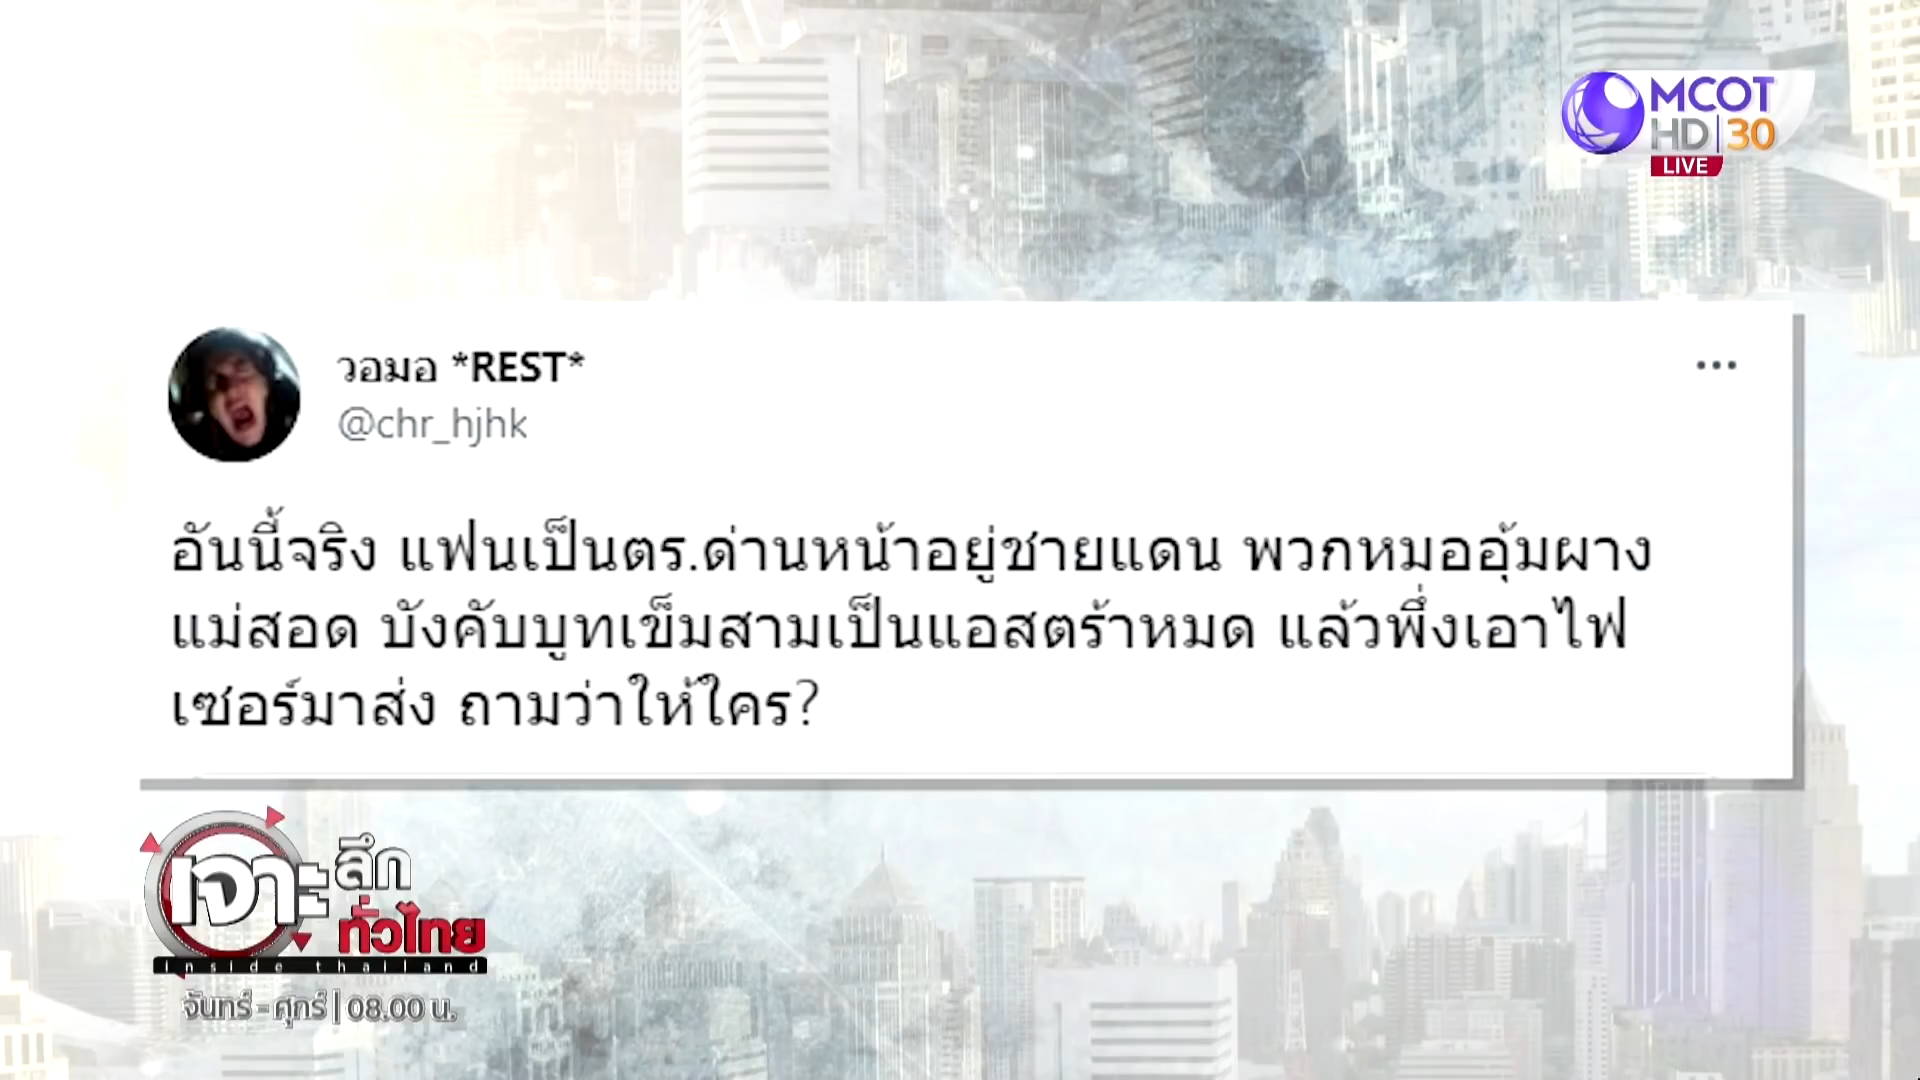 MCOT
HD 30
LIVE
วอมอ *REST*
@chr_hjhk
อันนี้จริง แฟนเป็นตร.ด่านหน้าอยู่ชายแดน พวกหมออุ้มผาง
แม่สอด บังคับบูทเข็มสามเป็นแอสตร้าหมด แล้วพึ่งเอาไฟ
เซอร์มาส่ง ถามว่าให้ใคร?
เจาะลึก
ทั่วไทย
inside thailand
จันทร์ - ศุกร์ | 08.00 น.